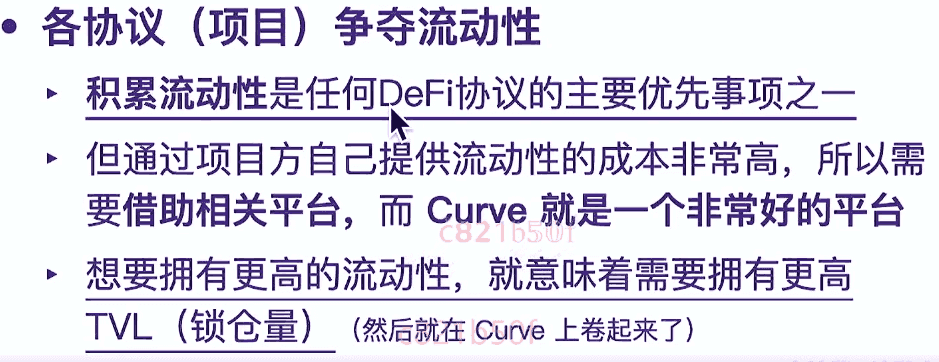 • 各协议（项目）争夺流动性
▸ 积累流动性是任何DeFi协议的主要优先事项之一
▸ 但通过项目方自己提供流动性的成本非常高，所以需
要借助相关平台，而 Curve 就是一个非常好的平台
c821b50f
▸ 想要拥有更高的流动性，就意味着需要拥有更高
TVL（锁仓量）（然后就在 Curve 上卷起来了）
c821b50f